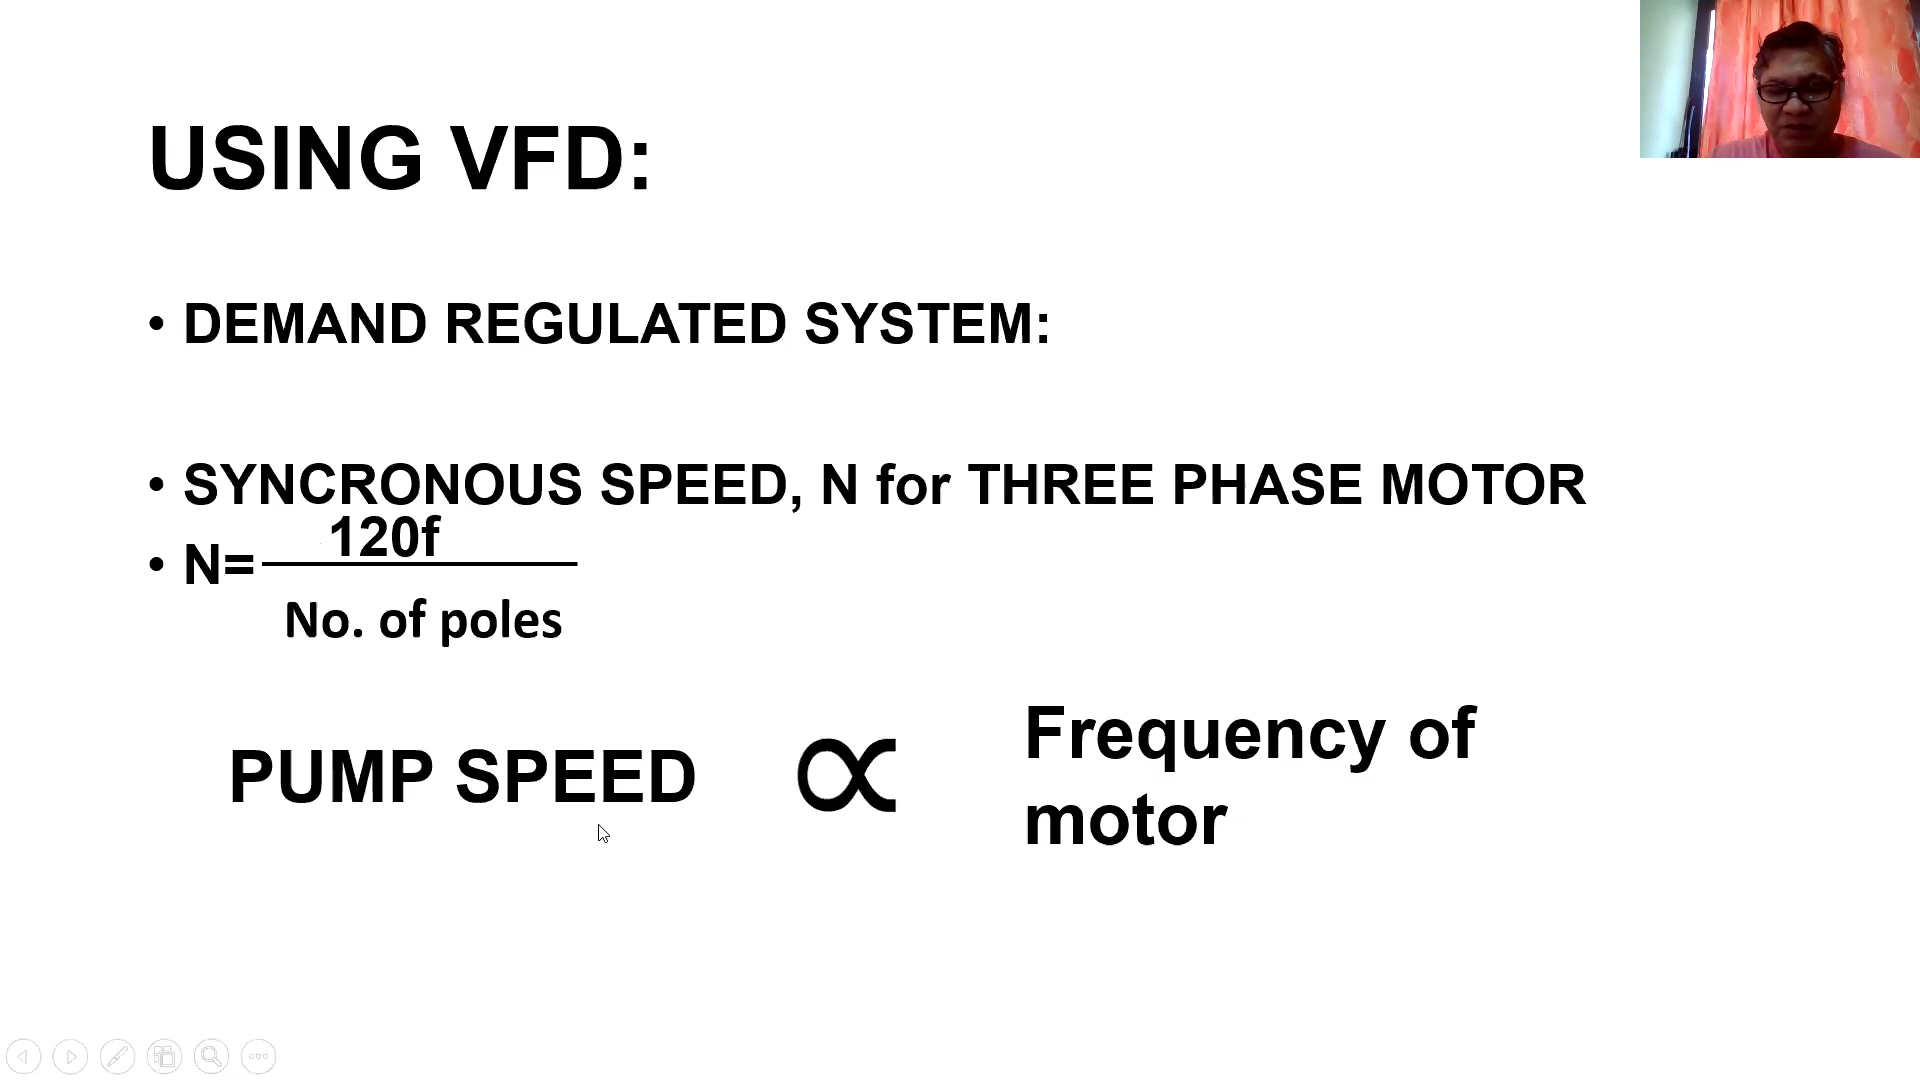 USING VFD:
• DEMAND REGULATED SYSTEM:
• SYNCRONOUS SPEED, N for THREE PHASE MOTOR
120f
• N=
No. of poles
PUMP SPEED ∝ Frequency of
motor